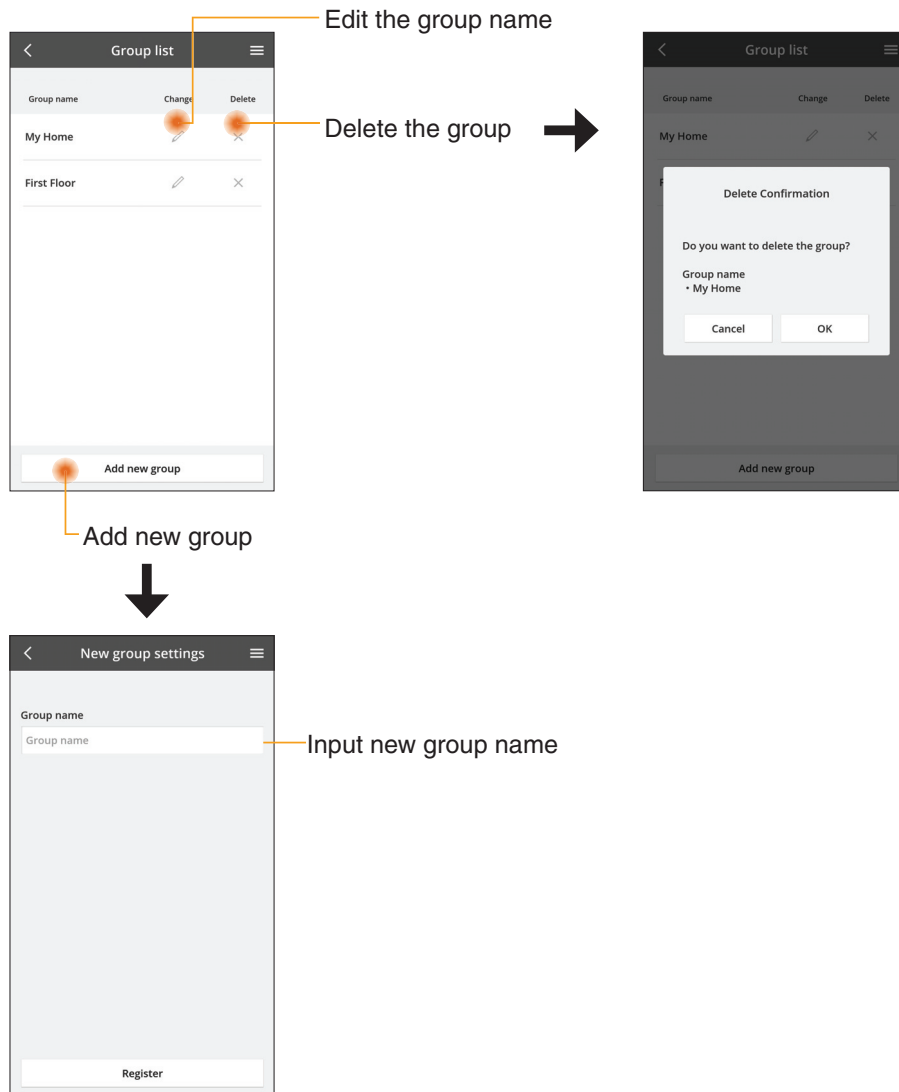 Edit the group name
Group list
Group name Change Delete
My Home
First Floor
Add new group
Delete the group
Group list
Group name Change Delete
My Home
F
Delete Confirmation
Do you want to delete the group?
Group name
• My Home
Cancel OK
Add new group
Add new group
New group settings
Group name
Group name
Input new group name
Register